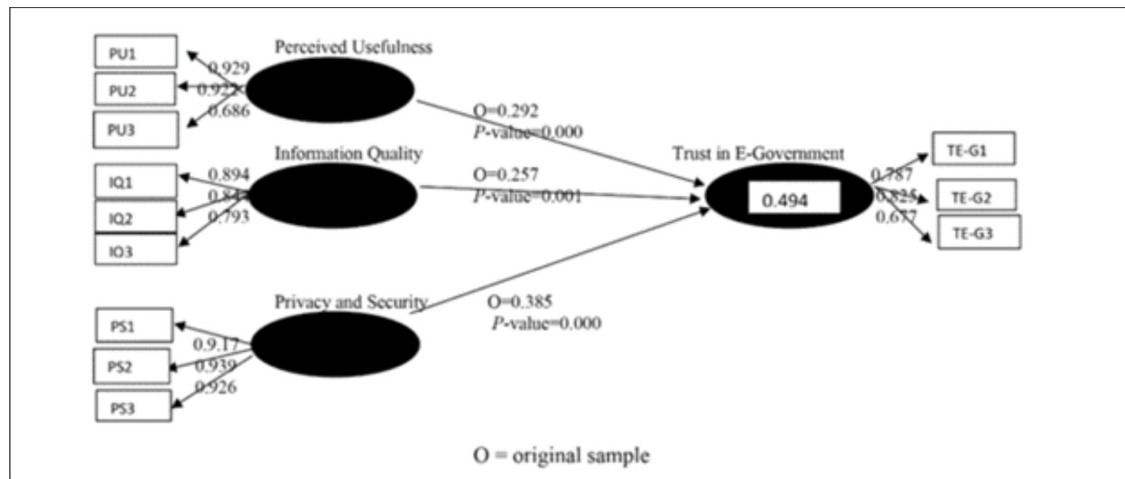 Perceived Usefulness
PU1
0.929
PU2
0.922
PU3
0.686
O=0.292
P-value=0.000
Information Quality
IQ1
0.894
IQ2
IQ3
0.793
O=0.257
P-value=0.001
Privacy and Security
PS1
0.9.17
PS2
0.939
PS3
0.926
O=0.385
P-value=0.000
Trust in E-Government
0.494
TE-G1
0.787
TE-G2
0.825
TE-G3
0.677
O = original sample